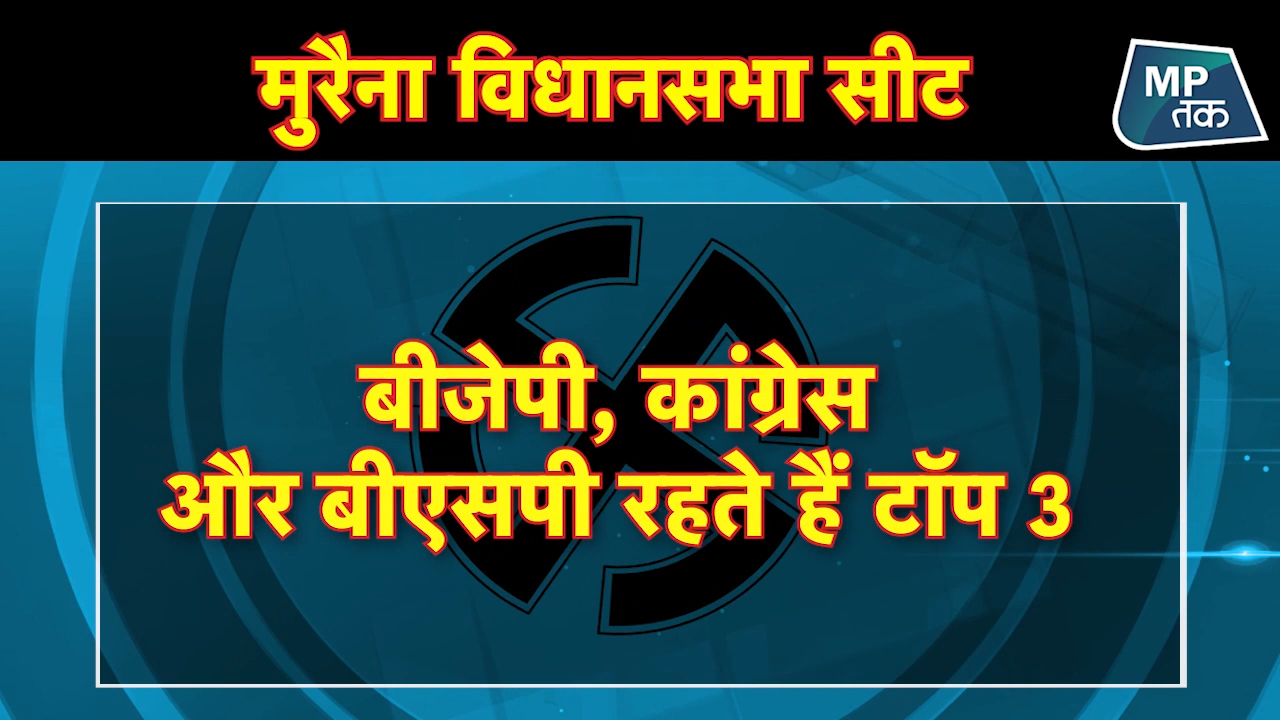 मुरैना विधानसभा सीट
MP
तक
बीजेपी, कांग्रेस
और बीएसपी रहते हैं टॉप 3